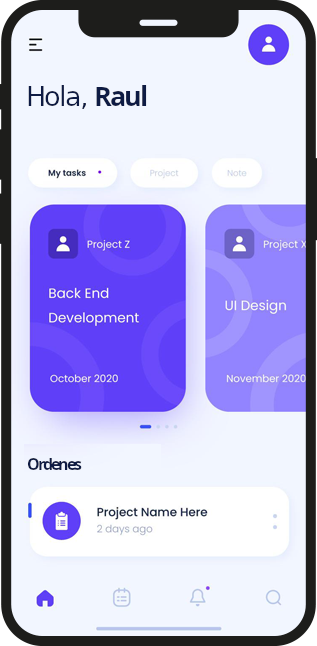 Hola, Raul
My tasks
Project
Note
Project Z
Back End
Development
October 2020
Project X
UI Design
November 2020
Ordenes
Project Name Here
2 days ago